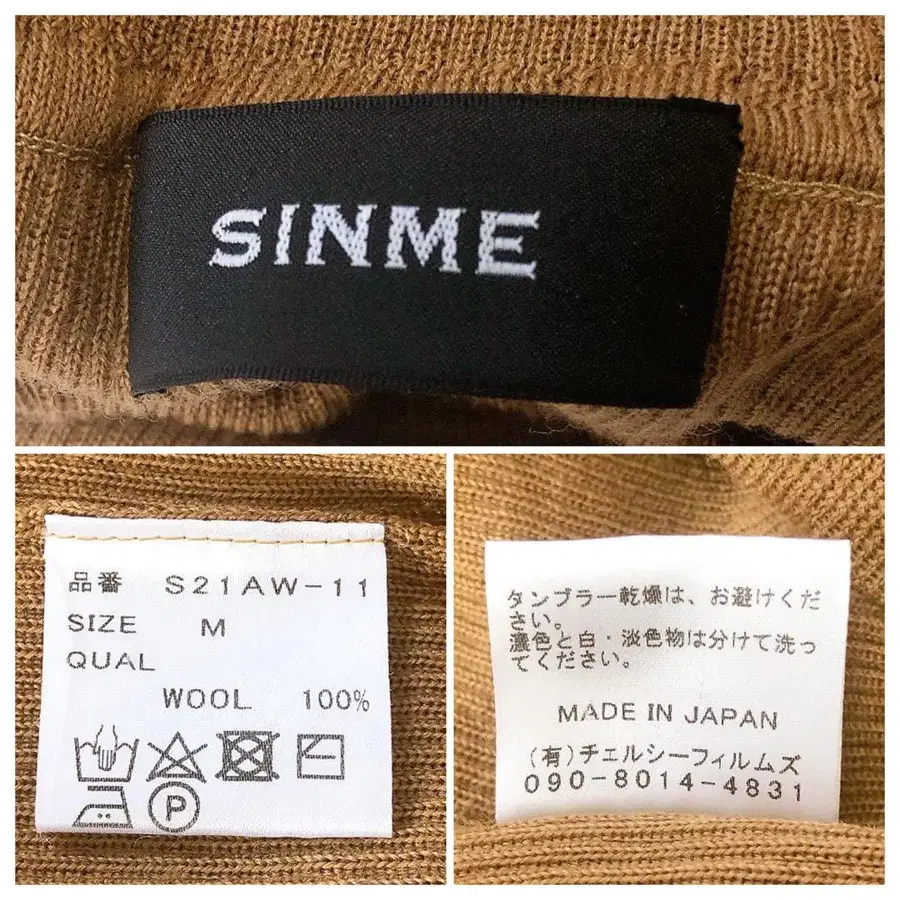 SINME
品番 S21AW-11
SIZE M
QUAL
WOOL 100%
P
タンブラー乾燥は、お避けくだ
さい。
濃色と白・淡色物は分けて洗っ
てください。
MADE IN JAPAN
(有)チェルシーフィルムズ
090-8014-4831